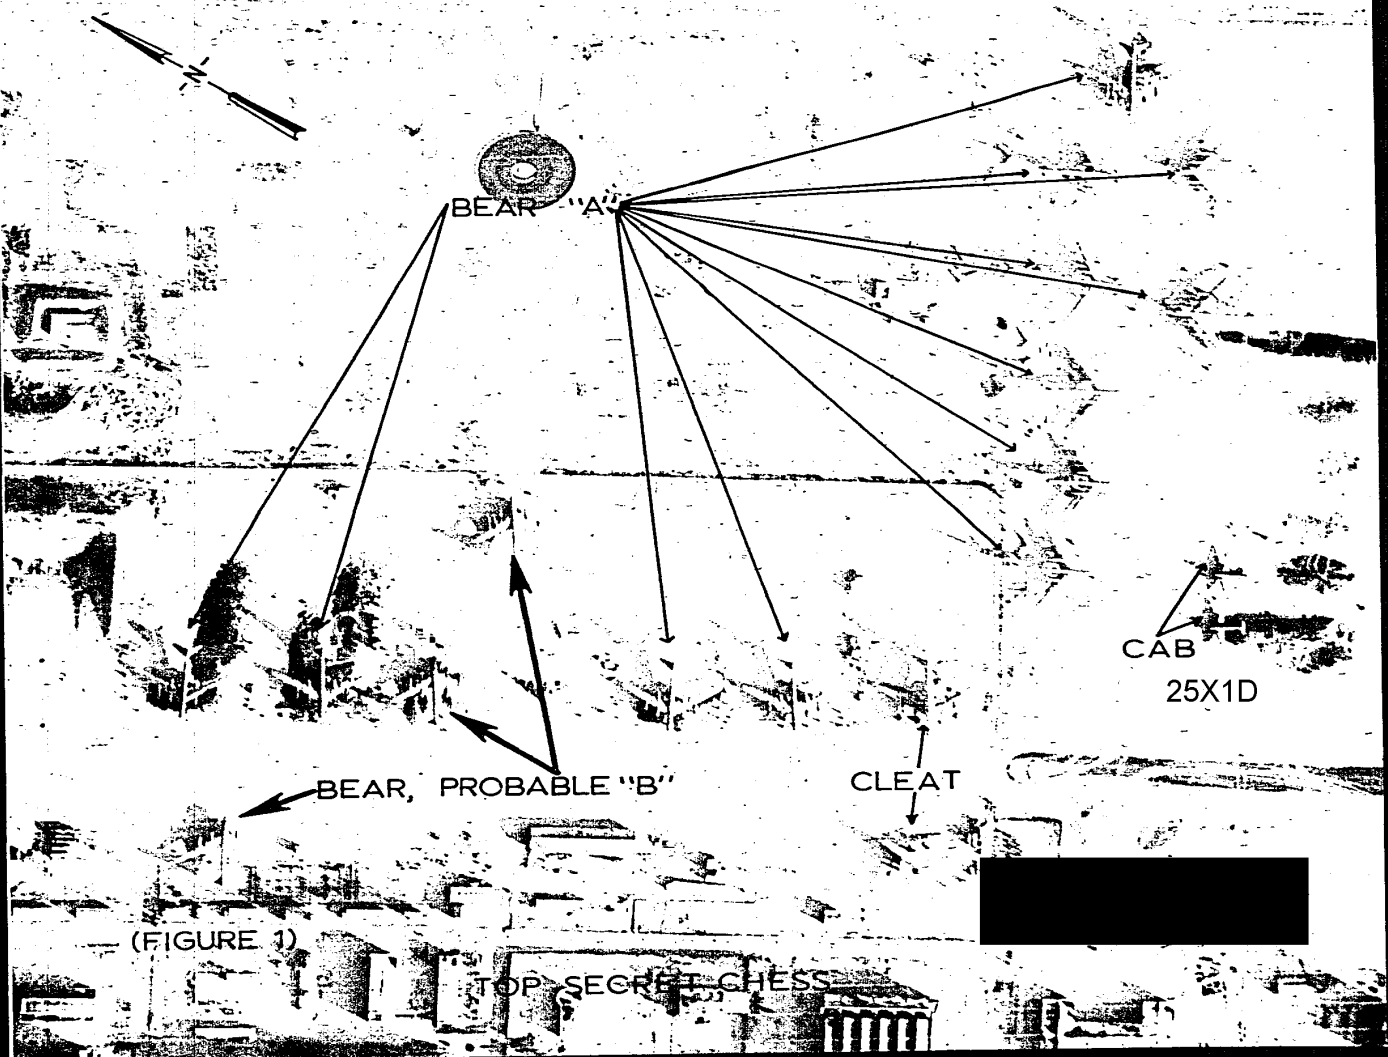 N
BEAR "A"
CAB
25X1D
BEAR, PROBABLE "B"
CLEAT
(FIGURE 1)
TOP SECRET CHESS